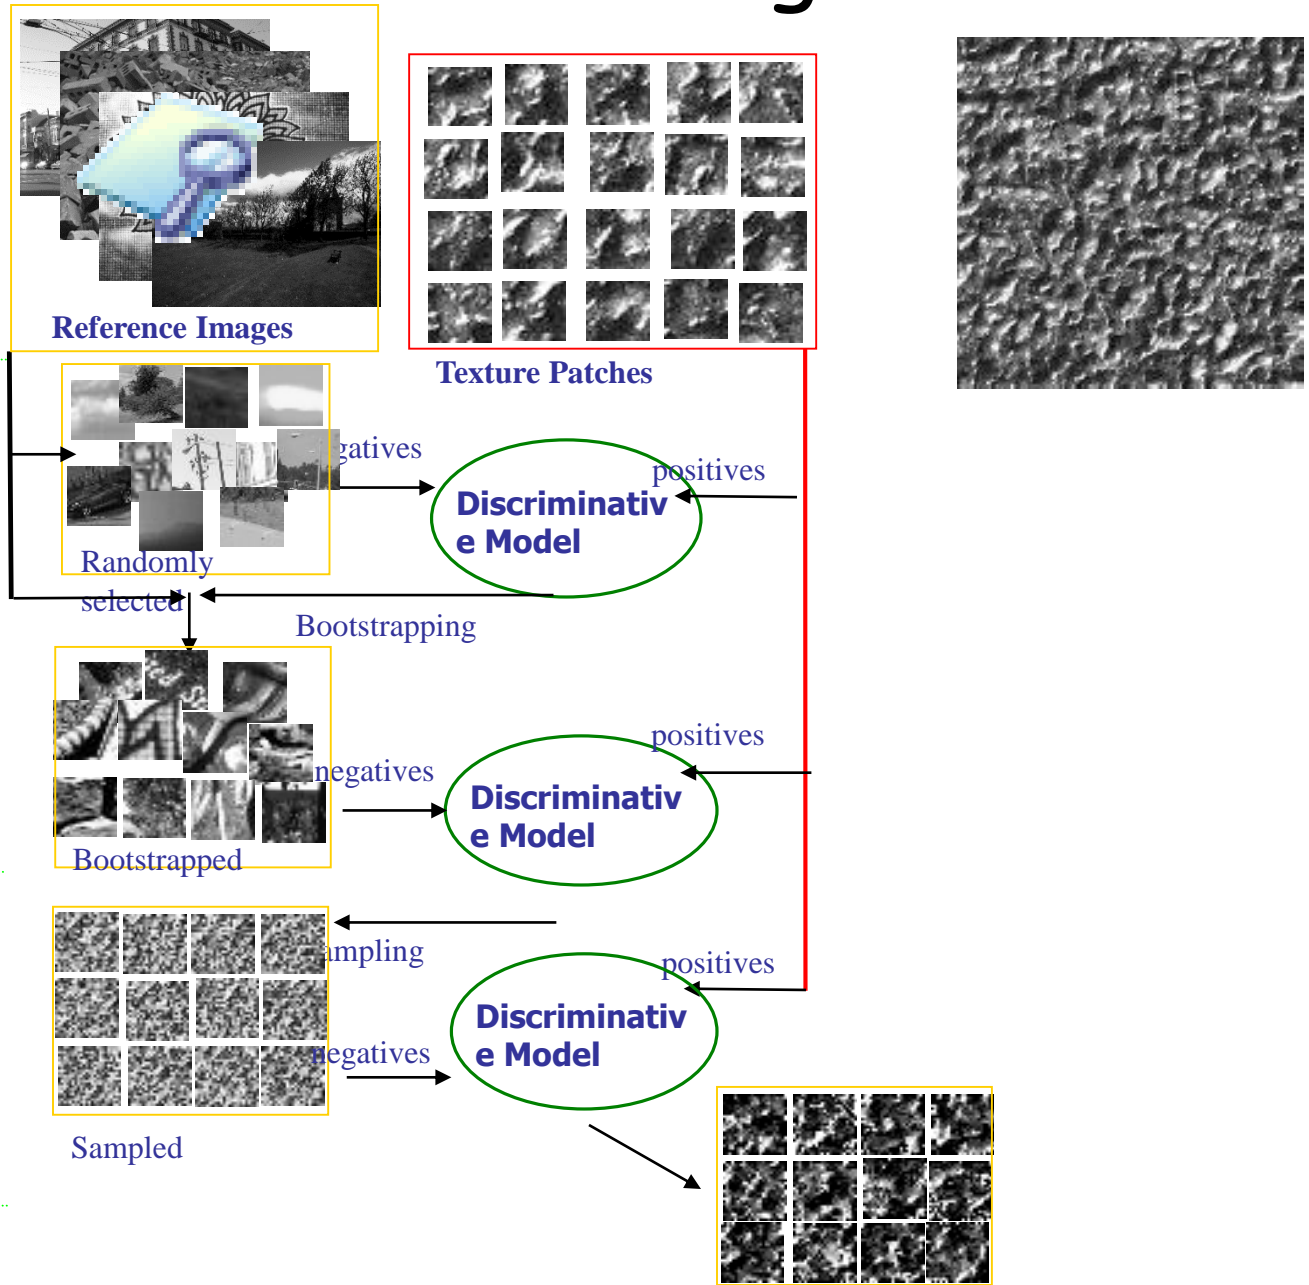 Reference Images
Texture Patches
gatives
positives
Discriminativ
e Model
Randomly
selected
Bootstrapping
positives
negatives
Discriminativ
e Model
Bootstrapped
ampling
positives
Discriminativ
e Model
negatives
Sampled